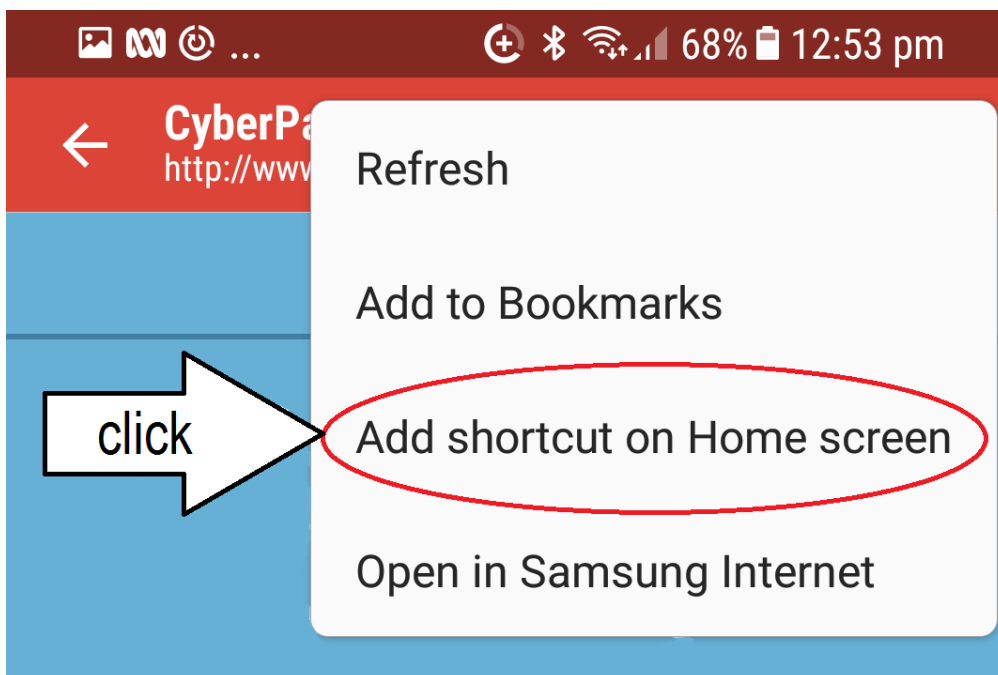 ... 68% 12:53 pm
CyberPa
http://www
Refresh
Add to Bookmarks
click
Add shortcut on Home screen
Open in Samsung Internet